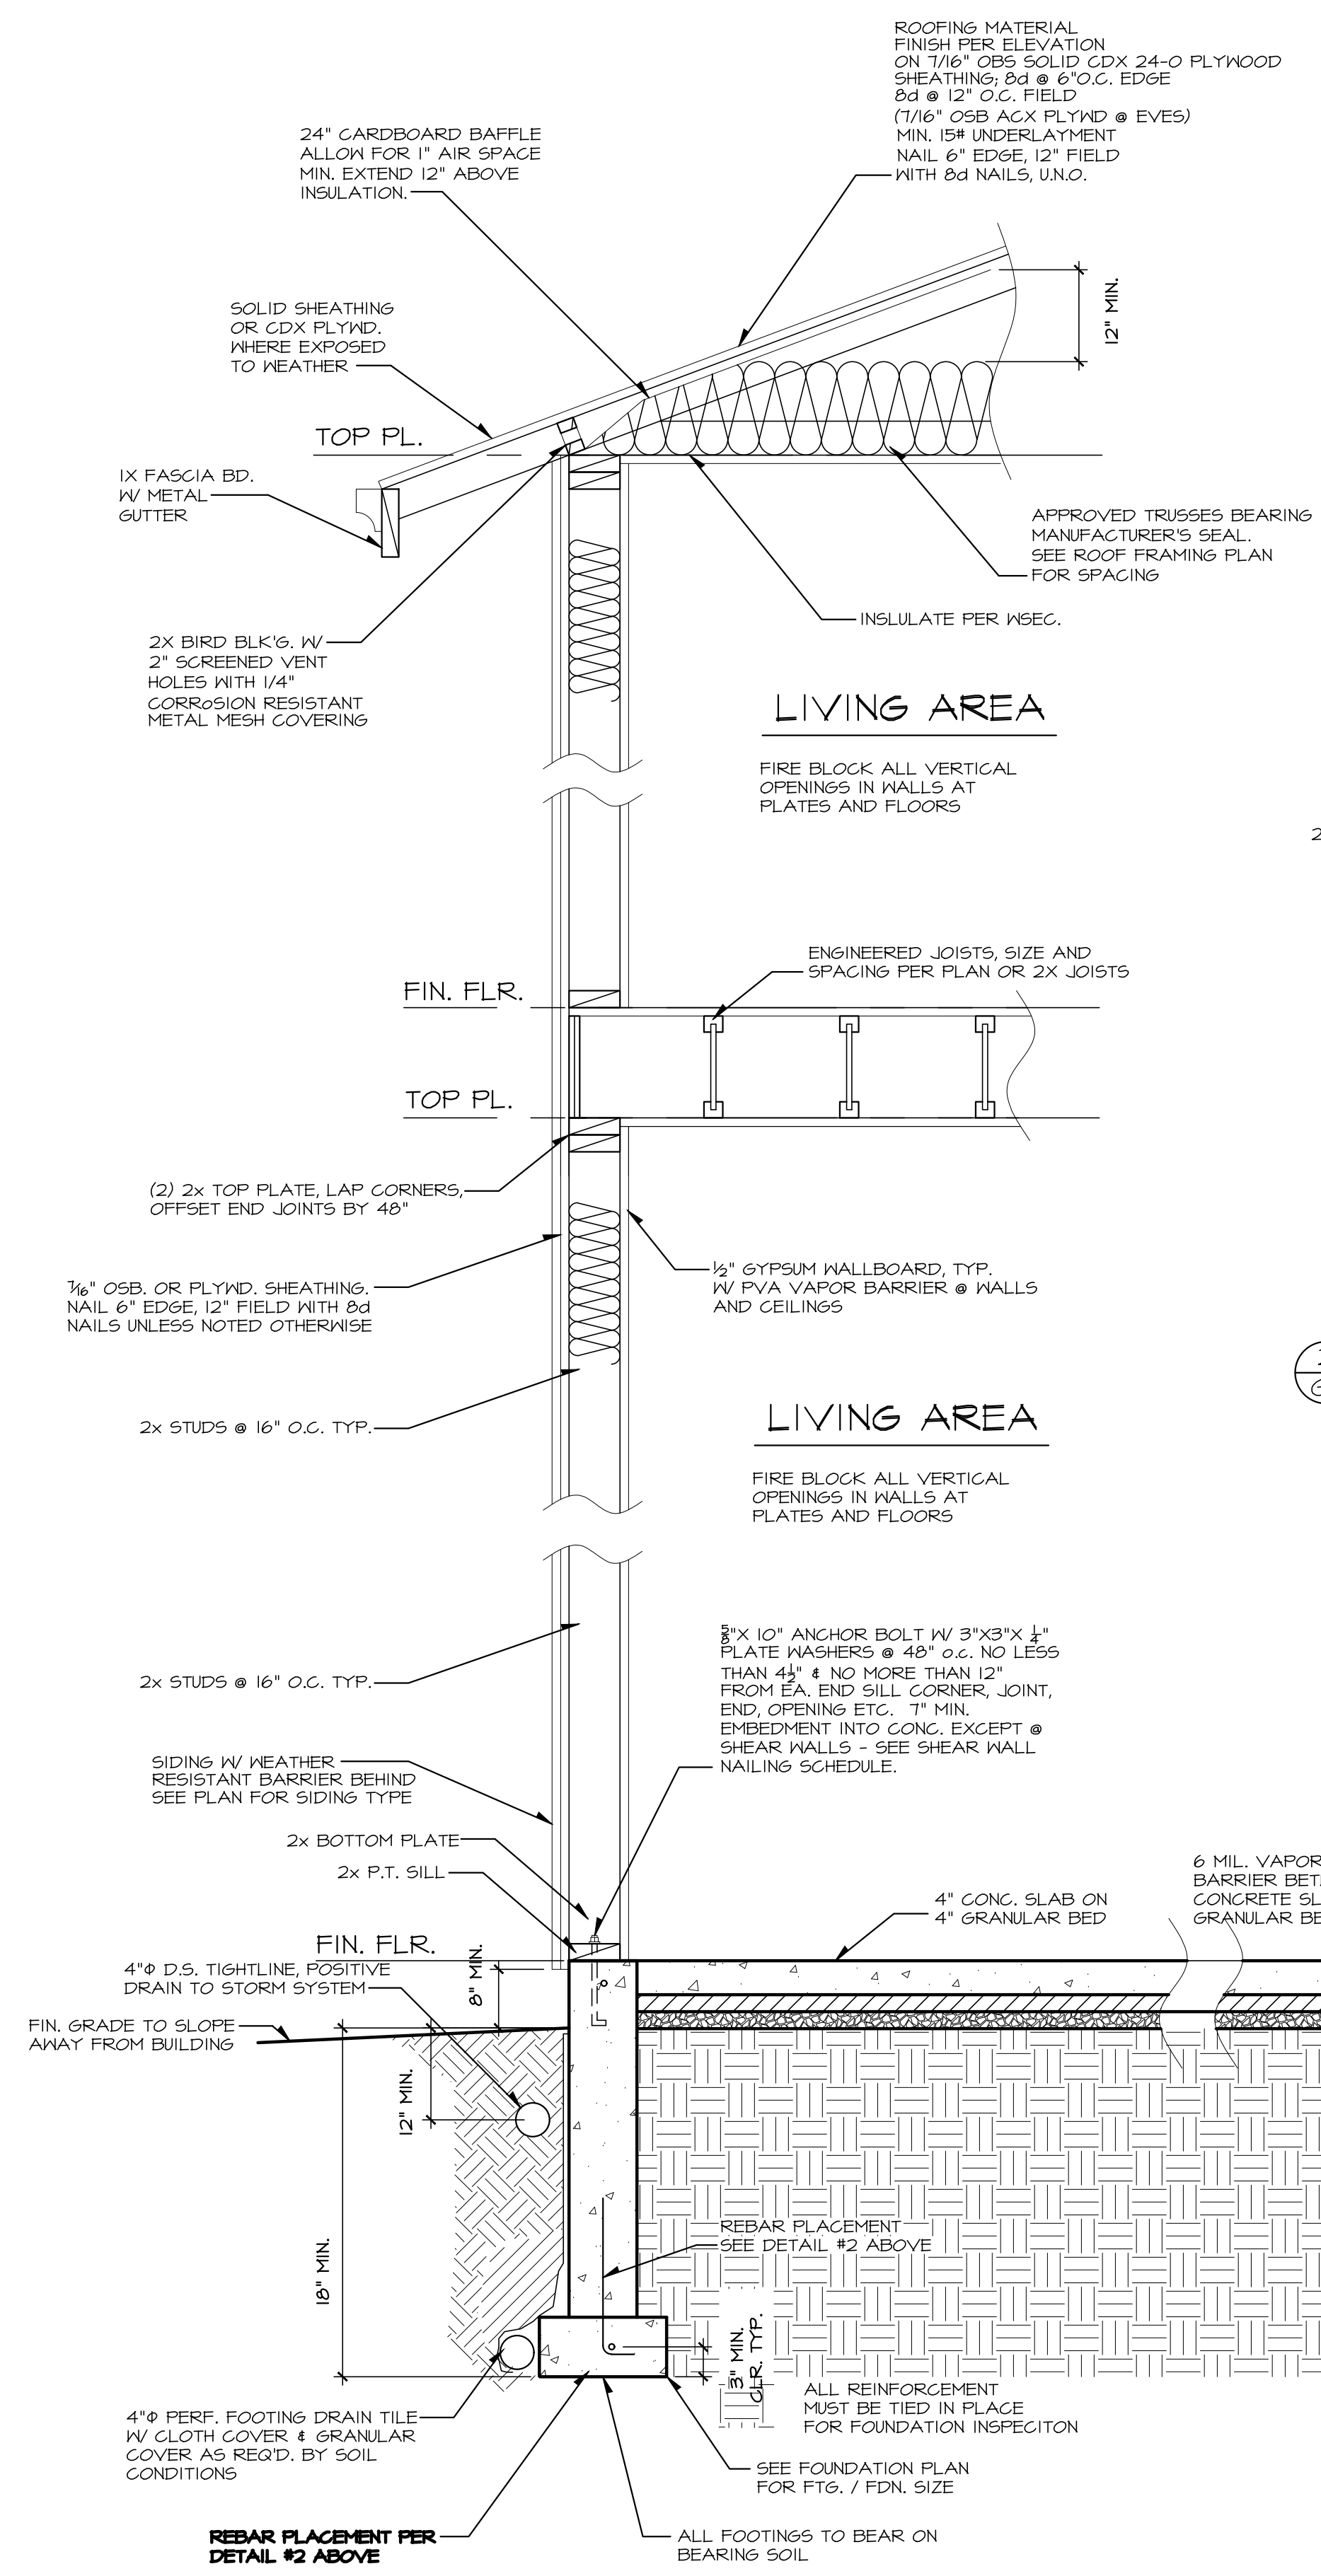 ROOFING MATERIAL
FINISH PER ELEVATION
ON 7/16" OBS SOLID CDX 24-0 PLYWOOD
SHEATHING; 8d @ 6"O.C. EDGE
8d @ 12" O.C. FIELD
(7/16" OSB ACX PLYWD @ EVES)
MIN. 15# UNDERLAYMENT
NAIL 6" EDGE, 12" FIELD
WITH 8d NAILS, U.N.O.
24" CARDBOARD BAFFLE
ALLOW FOR 1" AIR SPACE
MIN. EXTEND 12" ABOVE
INSULATION.
12" MIN.
SOLID SHEATHING
OR CDX PLYWD.
WHERE EXPOSED
TO WEATHER
TOP PL.
1X FASCIA BD.
W/ METAL
GUTTER
APPROVED TRUSSES BEARING
MANUFACTURER'S SEAL.
SEE ROOF FRAMING PLAN
FOR SPACING
INSLULATE PER WSEC.
2X BIRD BLK'G. W/
2" SCREENED VENT
HOLES WITH 1/4"
CORRoSION RESISTANT
METAL MESH COVERING
LIVING AREA
FIRE BLOCK ALL VERTICAL
OPENINGS IN WALLS AT
PLATES AND FLOORS
2
ENGINEERED JOISTS, SIZE AND
SPACING PER PLAN OR 2X JOISTS
FIN. FLR.
TOP PL.
(2) 2x TOP PLATE, LAP CORNERS,
OFFSET END JOINTS BY 48"
7/16" OSB. OR PLYWD. SHEATHING.
NAIL 6" EDGE, 12" FIELD WITH 8d
NAILS UNLESS NOTED OTHERWISE
½" GYPSUM WALLBOARD, TYP.
W/ PVA VAPOR BARRIER @ WALLS
AND CEILINGS
2x STUDS @ 16" O.C. TYP.
LIVING AREA
FIRE BLOCK ALL VERTICAL
OPENINGS IN WALLS AT
PLATES AND FLOORS
⅝"X 10" ANCHOR BOLT W/ 3"X3"X ¼"
PLATE WASHERS @ 48" o.c. NO LESS
THAN 4½" & NO MORE THAN 12"
FROM EA. END SILL CORNER, JOINT,
END, OPENING ETC. 7" MIN.
EMBEDMENT INTO CONC. EXCEPT @
SHEAR WALLS - SEE SHEAR WALL
NAILING SCHEDULE.
2x STUDS @ 16" O.C. TYP.
SIDING W/ WEATHER
RESISTANT BARRIER BEHIND
SEE PLAN FOR SIDING TYPE
2x BOTTOM PLATE
2x P.T. SILL
6 MIL. VAPOR
BARRIER BET
CONCRETE SL
GRANULAR BE
4" CONC. SLAB ON
4" GRANULAR BED
FIN. FLR.
8" MIN.
4"Φ D.S. TIGHTLINE, POSITIVE
DRAIN TO STORM SYSTEM
FIN. GRADE TO SLOPE
AWAY FROM BUILDING
12" MIN.
18" MIN.
REBAR PLACEMENT
SEE DETAIL #2 ABOVE
3" MIN.
CLR. TYP.
ALL REINFORCEMENT
MUST BE TIED IN PLACE
FOR FOUNDATION INSPECITON
4"Φ PERF. FOOTING DRAIN TILE
W/ CLOTH COVER & GRANULAR
COVER AS REQ'D. BY SOIL
CONDITIONS
SEE FOUNDATION PLAN
FOR FTG. / FDN. SIZE
REBAR PLACEMENT PER
DETAIL #2 ABOVE
ALL FOOTINGS TO BEAR ON
BEARING SOIL